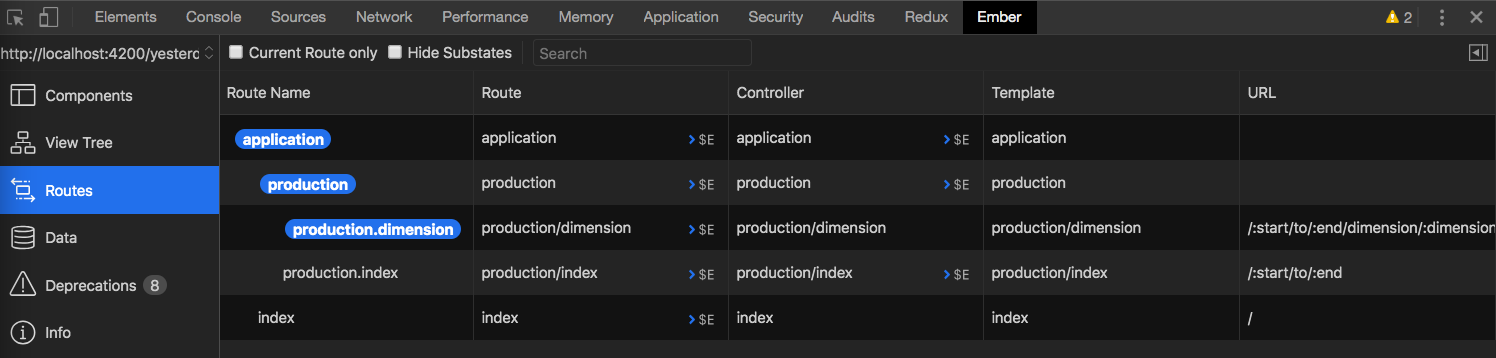 Elements Console Sources Network Performance Memory Application Security Audits Redux Ember 2
http://localhost:4200/yesterc Current Route only Hide Substates Search
Components
View Tree
Routes
Data
Deprecations 8
Info
Route Name Route Controller Template URL
application application $E application $E application
production production $E production $E production
production.dimension production/dimension $E production/dimension production/dimension /:start/to/:end/dimension/:dimension
production.index production/index $E production/index $E production/index /:start/to/:end
index index $E index index /